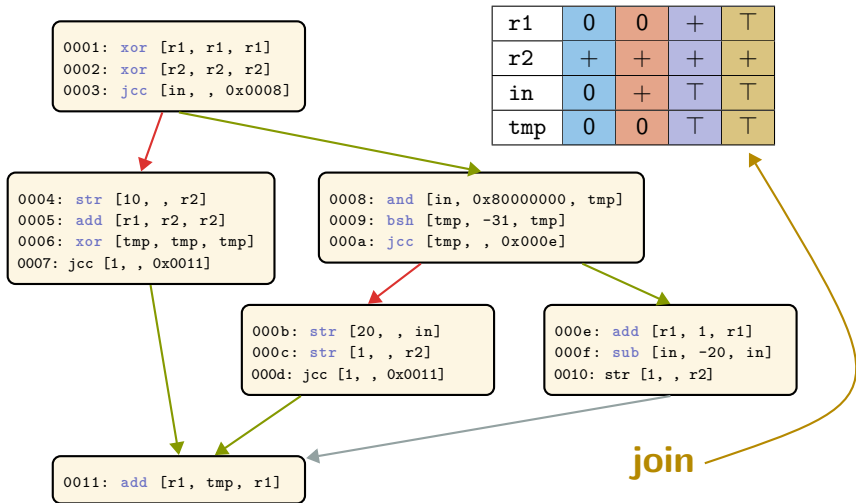 r1 0 0 + ⊤
r2 + + + +
in 0 + ⊤ ⊤
tmp 0 0 ⊤ ⊤
0001: xor [r1, r1, r1]
0002: xor [r2, r2, r2]
0003: jcc [in, , 0x0008]
0004: str [10, , r2]
0005: add [r1, r2, r2]
0006: xor [tmp, tmp, tmp]
0007: jcc [1, , 0x0011]
0008: and [in, 0x80000000, tmp]
0009: bsh [tmp, -31, tmp]
000a: jcc [tmp, , 0x000e]
000b: str [20, , in]
000c: str [1, , r2]
000d: jcc [1, , 0x0011]
000e: add [r1, 1, r1]
000f: sub [in, -20, in]
0010: str [1, , r2]
0011: add [r1, tmp, r1]
join